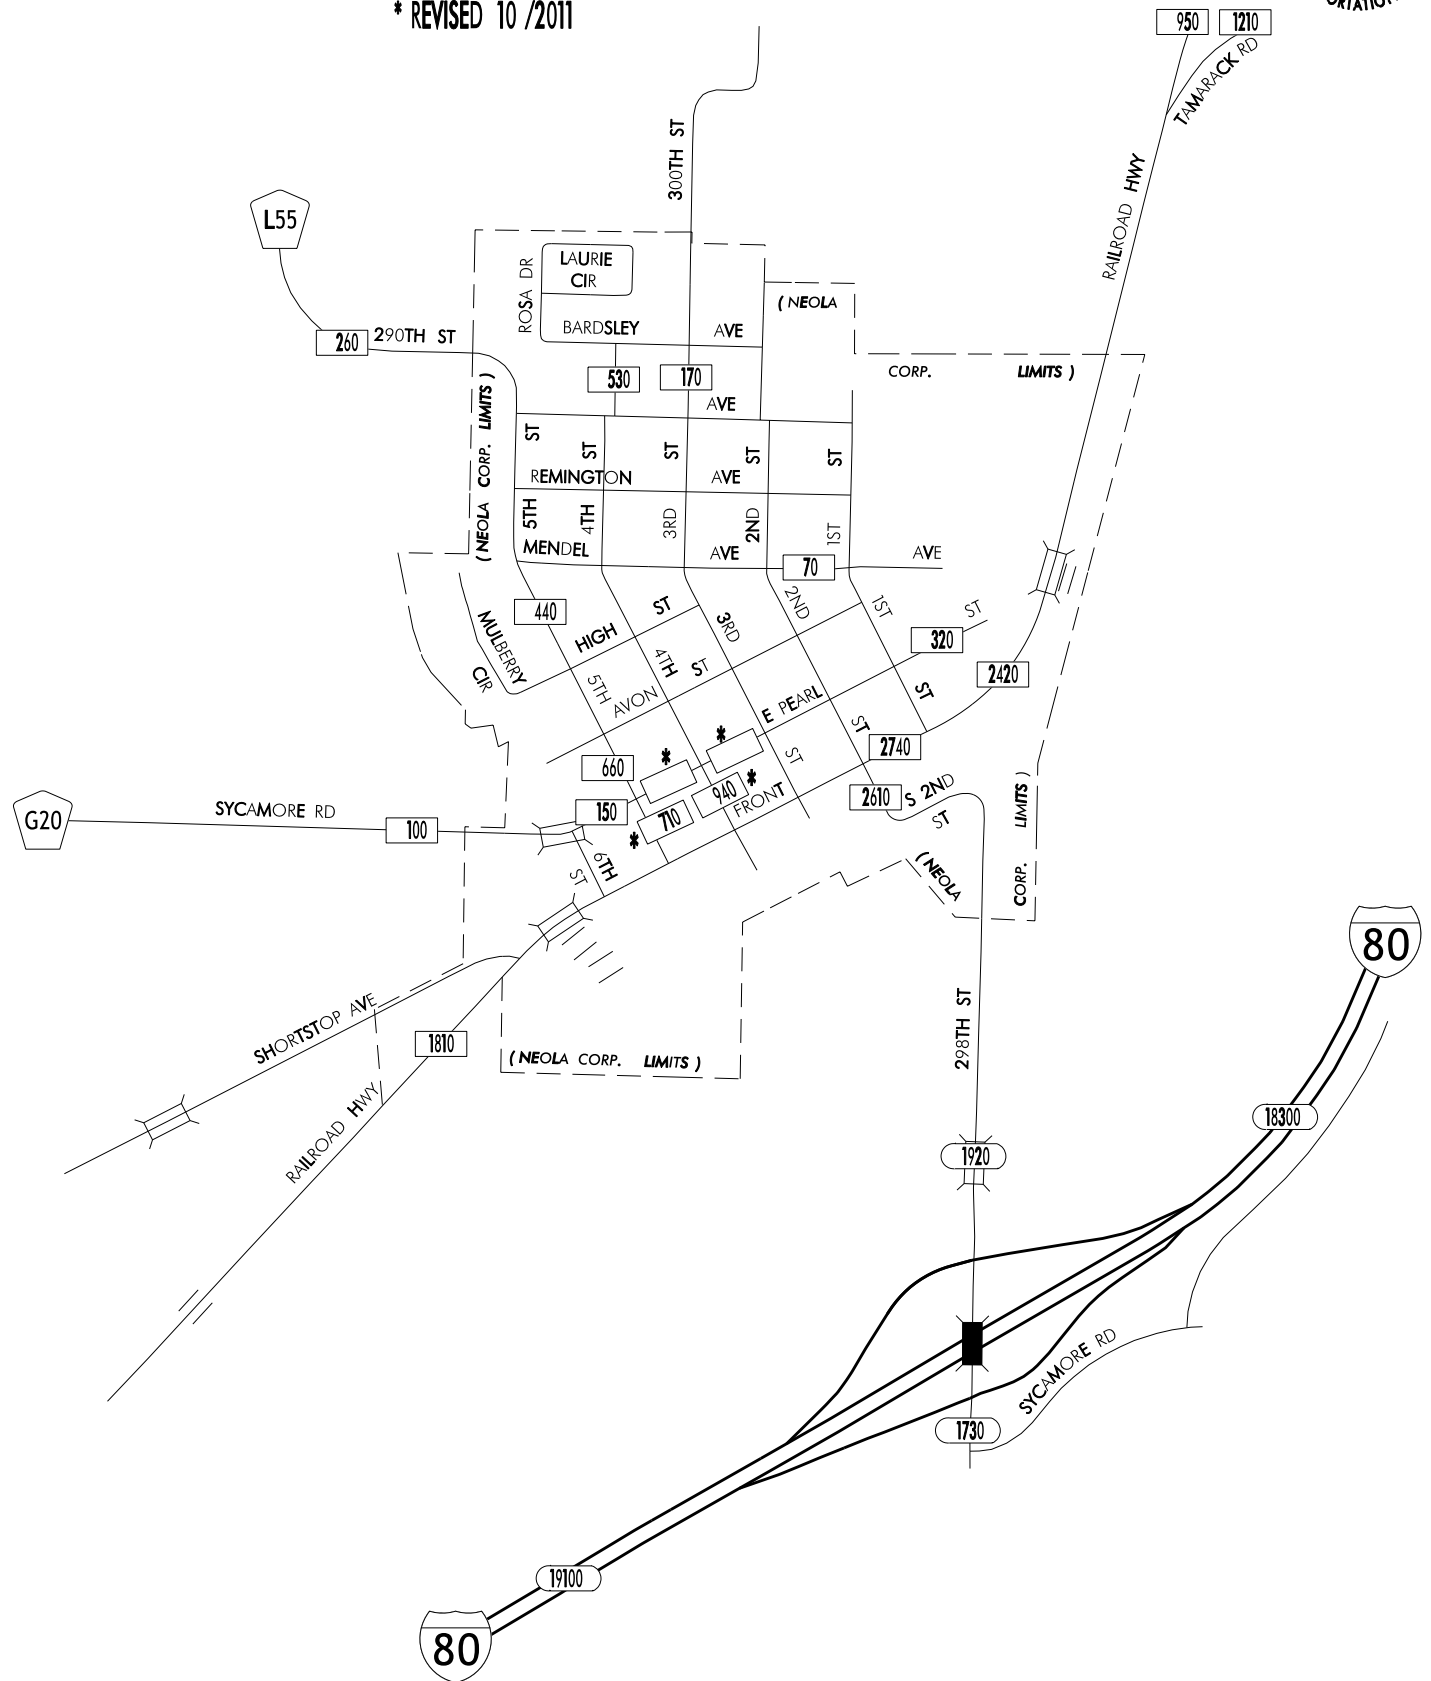 * REVISED 10 /2011
950
1210
TAMARACK RD
300TH ST
RAILROAD HWY
L55
LAURIE
CIR
ROSA DR
( NEOLA
BARDSLEY AVE
260
290TH ST
CORP. LIMITS )
530
170
AVE
( NEOLA CORP. LIMITS )
ST
ST
ST
ST
ST
REMINGTON AVE
5TH
4TH
3RD
2ND
1ST
MENDEL AVE
AVE
70
440
2ND
1ST
HIGH ST
ST
MULBERRY
CIR
3RD
320
4TH
ST
2420
5TH
AVON
ST
E PEARL
ST
*
*
ST
2740
660
*
940
2610
S 2ND
ST
G20
SYCAMORE RD
100
150
710
FRONT
*
6TH
ST
( NEOLA
CORP. LIMITS )
80
SHORTSTOP AVE
298TH ST
1810
( NEOLA CORP. LIMITS )
RAILROAD HWY
18300
1920
SYCAMORE RD
1730
19100
80